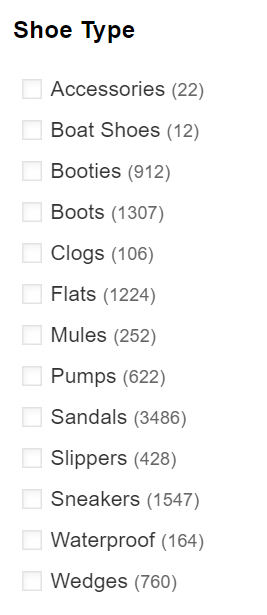 Shoe Type
Accessories (22)
Boat Shoes (12)
Booties (912)
Boots (1307)
Clogs (106)
Flats (1224)
Mules (252)
Pumps (622)
Sandals (3486)
Slippers (428)
Sneakers (1547)
Waterproof (164)
Wedges (760)